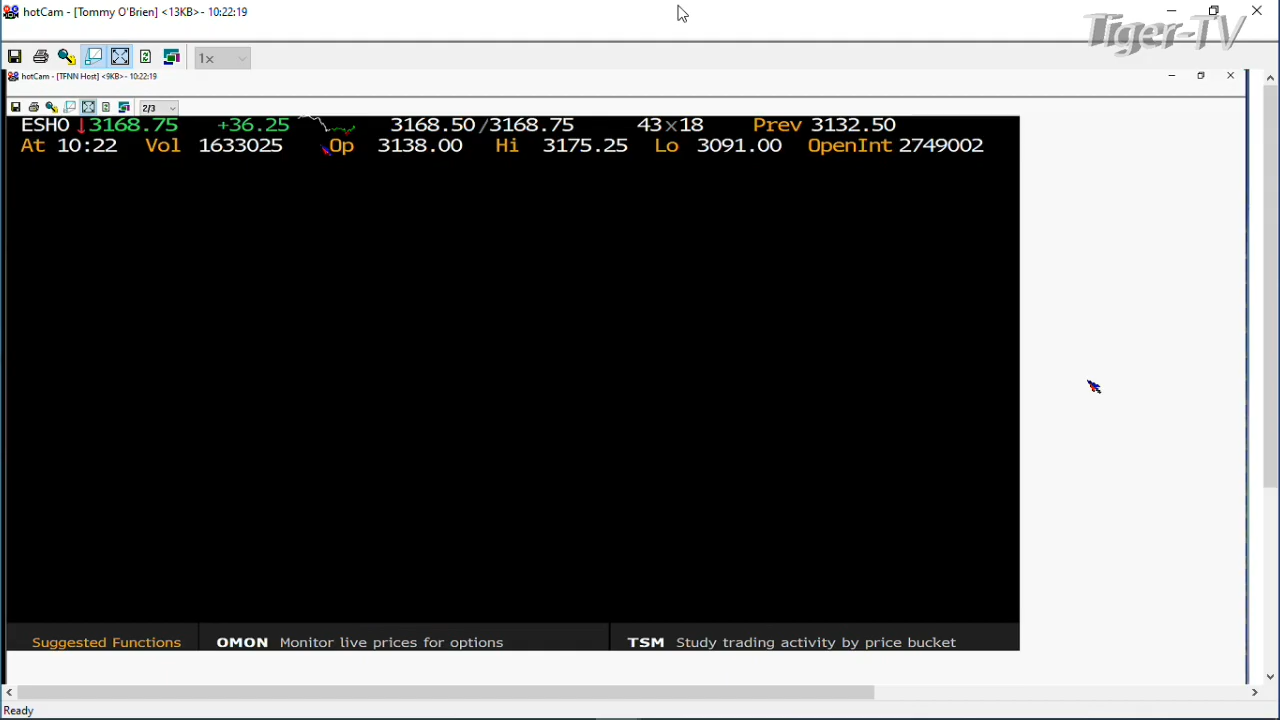 hotCam - [Tommy O'Brien] <13KB> - 10:22:19
Tiger-TV
1x
hotCam - [TFNN Host] <9KB> - 10:22:19
2/3
ESH0 ↓3168.75 +36.25 3168.50/3168.75 43×18 Prev 3132.50
At 10:22 Vol 1633025 Op 3138.00 Hi 3175.25 Lo 3091.00 OpenInt 2749002
Suggested Functions OMON Monitor live prices for options TSM Study trading activity by price bucket
Ready